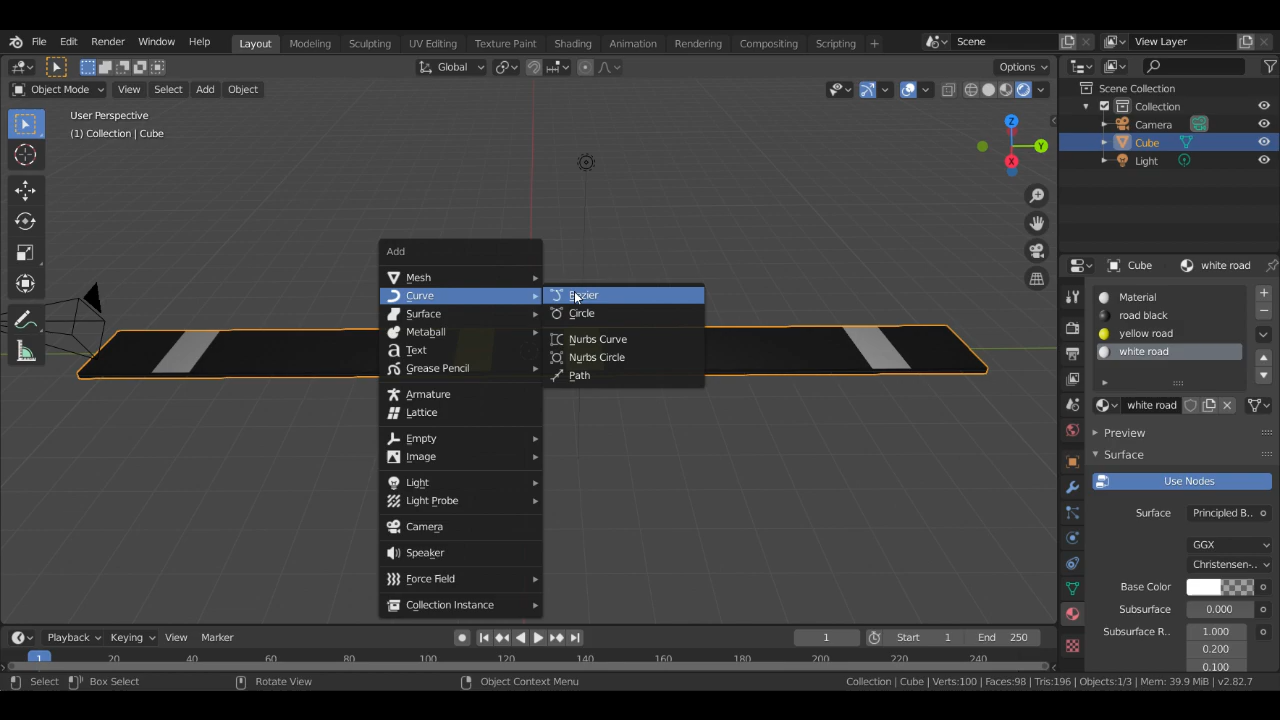 File Edit Render Window Help Layout Modeling Sculpting UV Editing Texture Paint Shading Animation Rendering Compositing Scripting + Scene View Layer
Global Options
Object Mode View Select Add Object
User Perspective
(1) Collection | Cube
Z
Y
X
Add
Mesh
Curve
Surface
Metaball
Text
Grease Pencil
Armature
Lattice
Empty
Image
Light
Light Probe
Camera
Speaker
Force Field
Collection Instance
Bezier
Circle
Nurbs Curve
Nurbs Circle
Path
Scene Collection
Collection
Camera
Cube
Light
Cube white road
Material
road black
yellow road
white road
white road
Preview
Surface
Use Nodes
Surface Principled B..
GGX
Christensen-..
Base Color
Subsurface 0.000
Subsurface R.. 1.000
0.200
0.100
Playback Keying View Marker 1 Start 1 End 250
1 20 40 60 80 100 120 140 160 180 200 220 240
Select Box Select Rotate View Object Context Menu Collection | Cube | Verts:100 | Faces:98 | Tris:196 | Objects:1/3 | Mem: 39.9 MiB | v2.82.7